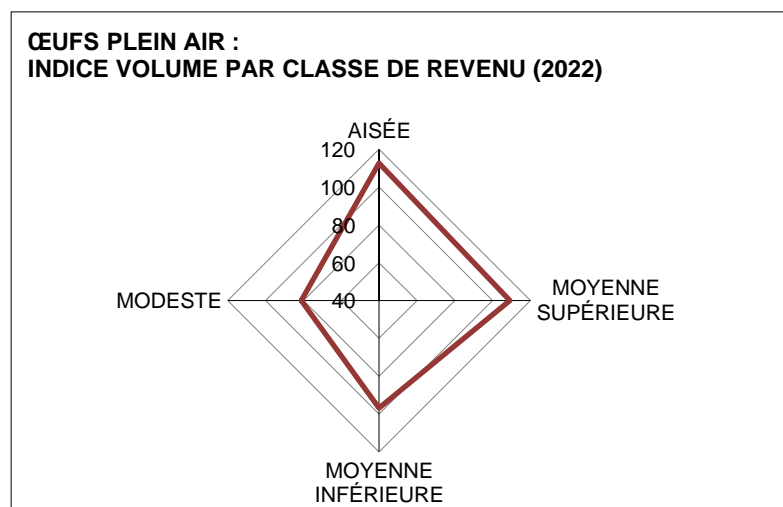 ŒUFS PLEIN AIR :
INDICE VOLUME PAR CLASSE DE REVENU (2022)
AISÉE
120
100
80
60
40
MODESTE
MOYENNE
SUPÉRIEURE
MOYENNE
INFÉRIEURE